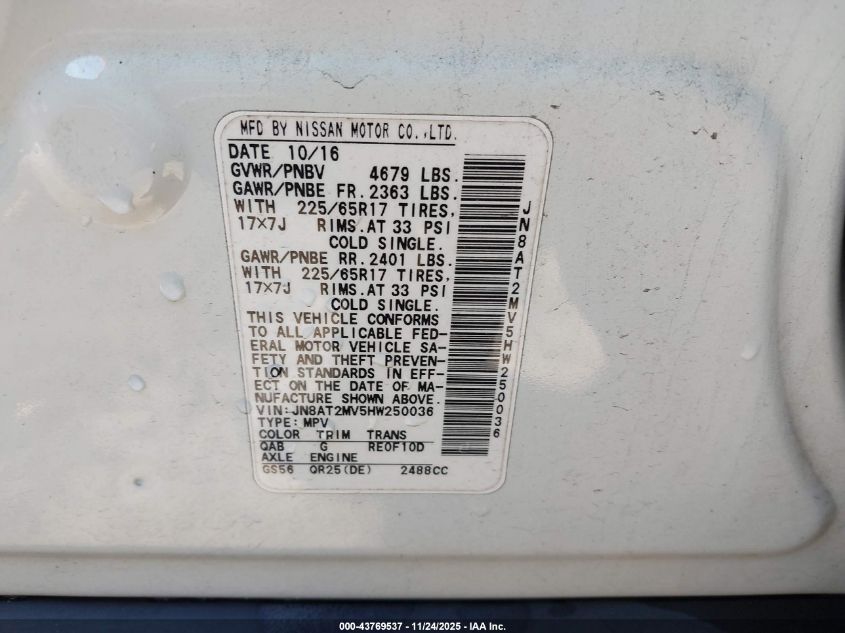 MFD BY NISSAN MOTOR CO.,LTD.
DATE 10/16
GVWR/PNBV 4679 LBS.
GAWR/PNBE FR. 2363 LBS.
WITH 225/65R17 TIRES,
17×7J RIMS.AT 33 PSI
COLD SINGLE.
GAWR/PNBE RR. 2401 LBS.
WITH 225/65R17 TIRES,
17×7J RIMS.AT 33 PSI
COLD SINGLE.
THIS VEHICLE CONFORMS
TO ALL APPLICABLE FED-
ERAL MOTOR VEHICLE SA-
FETY AND THEFT PREVEN-
TION STANDARDS IN EFF-
ECT ON THE DATE OF MA-
NUFACTURE SHOWN ABOVE.
VIN:JN8AT2MV5HW250036
TYPE:MPV
COLOR TRIM TRANS
QAB G RE0F10D
AXLE ENGINE
GS56 QR25(DE) 2488CC
JN8AT2MV5HW250036
000-43769537 - 11/24/2025 - IAA Inc.